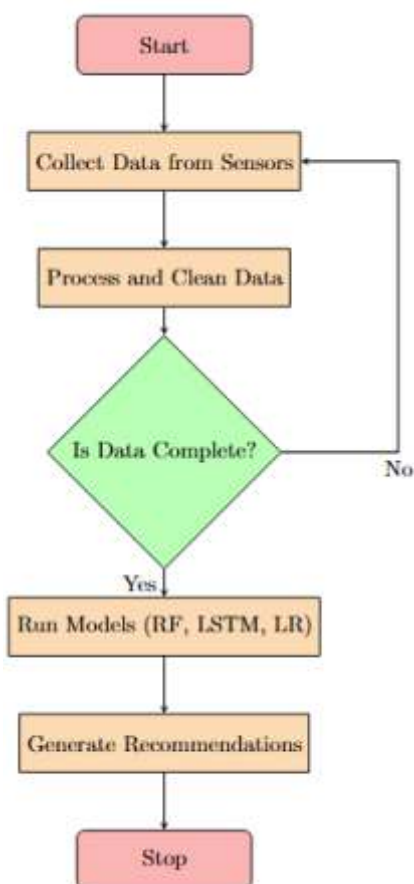 Start
Collect Data from Sensors
Process and Clean Data
Is Data Complete?
No
Yes
Run Models (RF, LSTM, LR)
Generate Recommendations
Stop